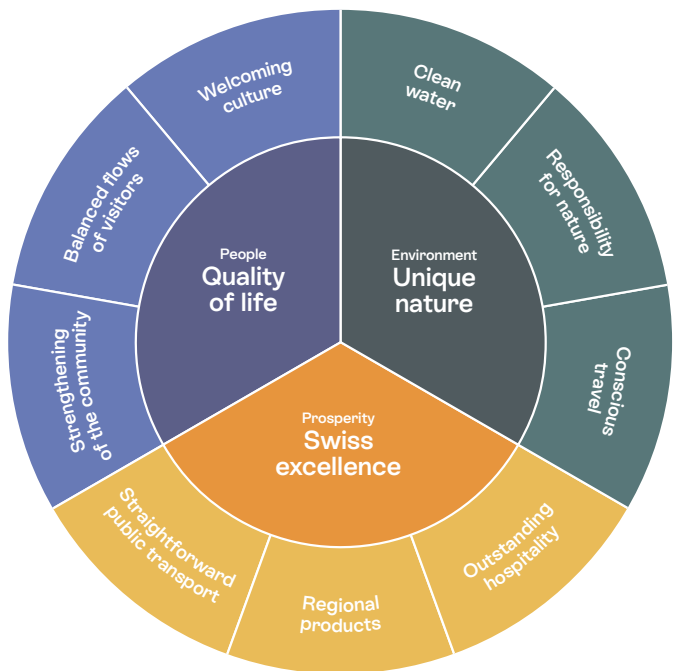 Welcoming
culture
Clean
water
Balanced flows
of visitors
Responsibility
for nature
People
Quality
of life
Environment
Unique
nature
Strengthening
of the community
Conscious
travel
Prosperity
Swiss
excellence
Straightforward
public transport
Regional
products
Outstanding
hospitality